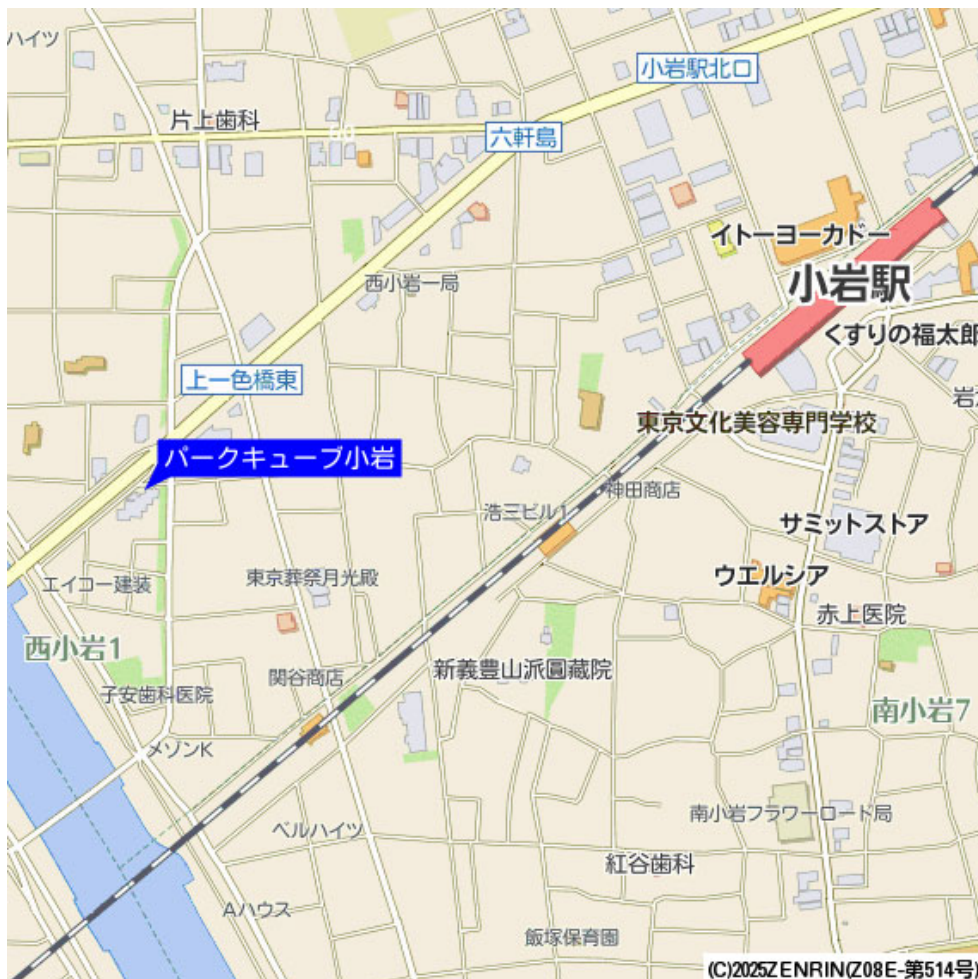 ハイツ
小岩駅北口
片上歯科
六軒島
イトーヨーカドー
西小岩一局
小岩駅
くすりの福太郎
上一色橋東
岩
東京文化美容専門学校
パークキューブ小岩
神田商店
浩三ビル1
サミットストア
エイコー建装
東京葬祭月光殿
ウエルシア
赤上医院
西小岩1
新義豊山派圓蔵院
関谷商店
子安歯科医院
南小岩7
メゾンK
南小岩フラワーロード局
ベルハイツ
紅谷歯科
Aハウス
飯塚保育園
(C)2025ZENRIN(Z08E-第514号)